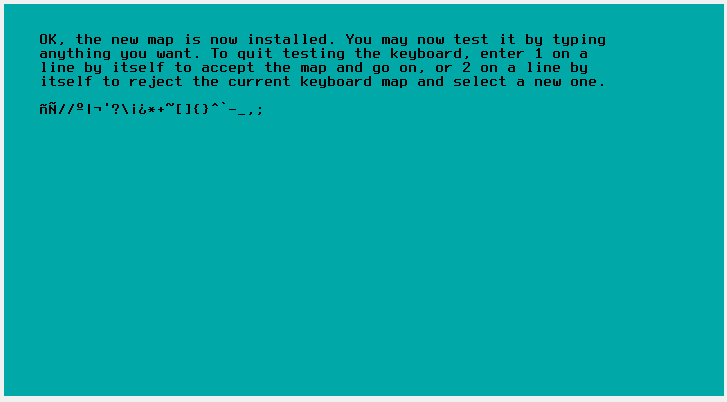 OK, the new map is now installed. You may now test it by typing
anything you want. To quit testing the keyboard, enter 1 on a
line by itself to accept the map and go on, or 2 on a line by
itself to reject the current keyboard map and select a new one.
ñÑ//º|¬'?\¡¿*+~[]{}^`-_,;